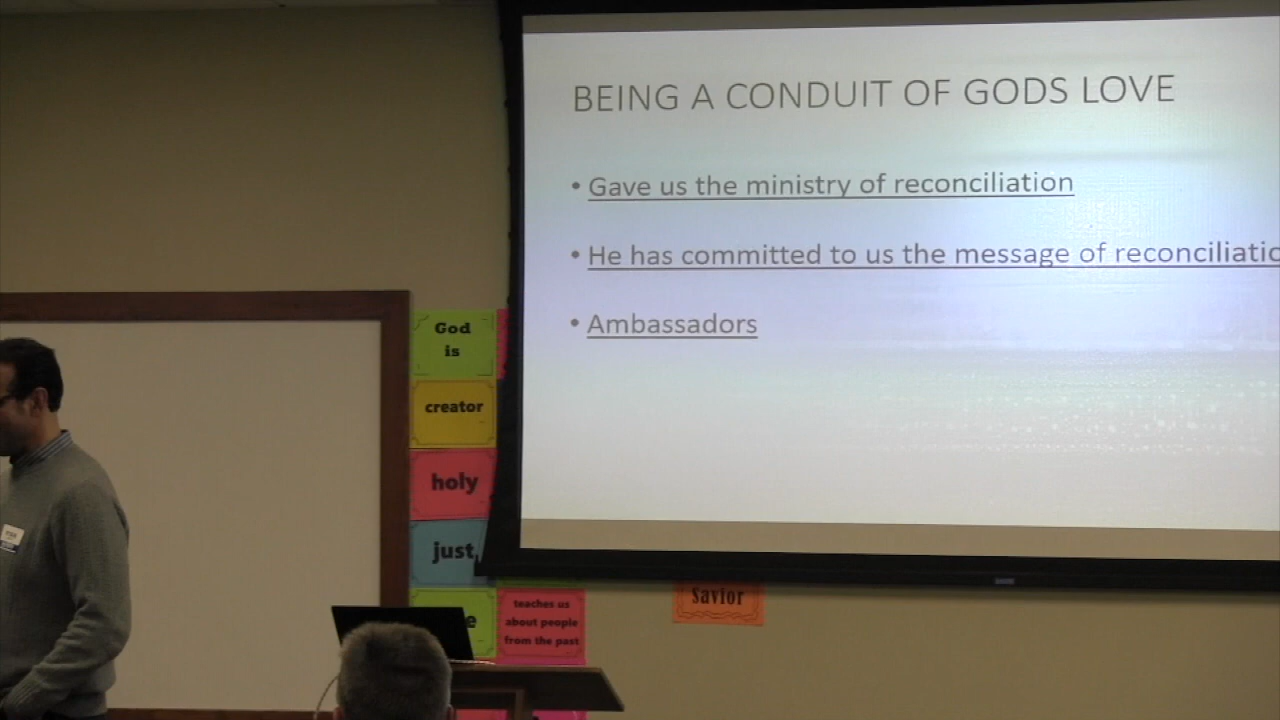 BEING A CONDUIT OF GODS LOVE
• Gave us the ministry of reconciliation
• He has committed to us the message of reconciliatio
• Ambassadors
God
is
creator
holy
just
teaches us
about people
from the past
savior